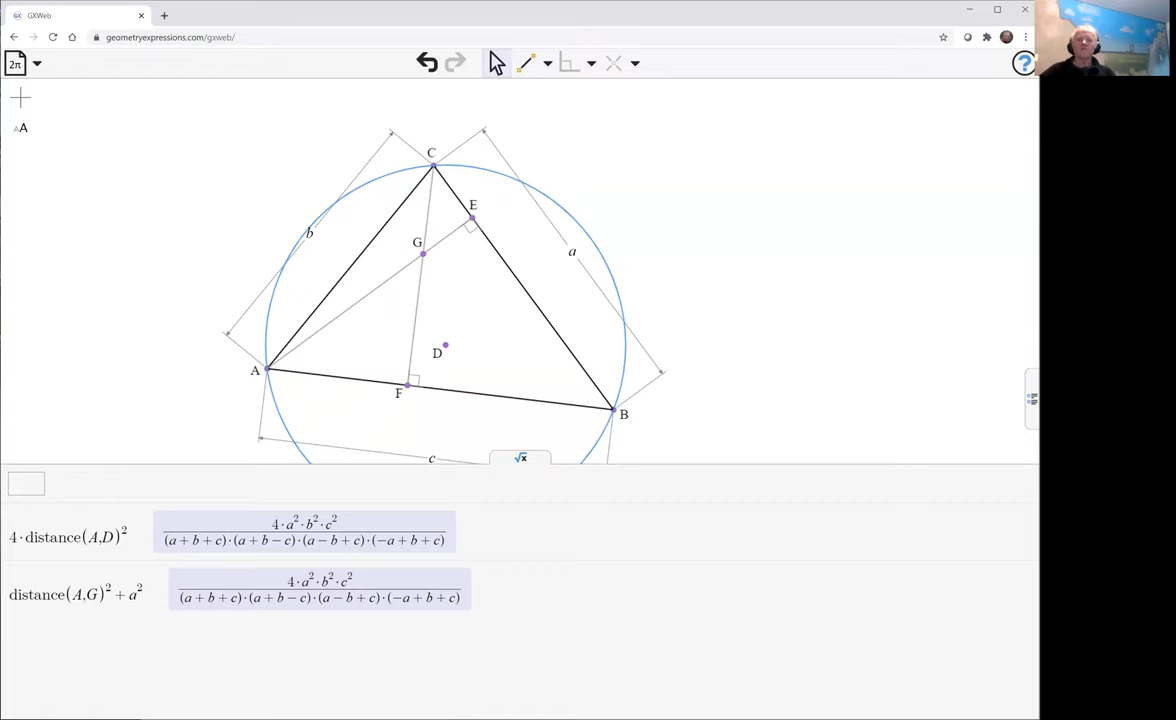 GXWeb
geometryexpressions.com/gxweb/
2π
?
AA
C
E
b
G
a
D
A
F
B
c
√x
4·distance(A,D)² 4·a²·b²·c² / (a+b+c)·(a+b−c)·(a−b+c)·(−a+b+c)
distance(A,G)²+a² 4·a²·b²·c² / (a+b+c)·(a+b−c)·(a−b+c)·(−a+b+c)